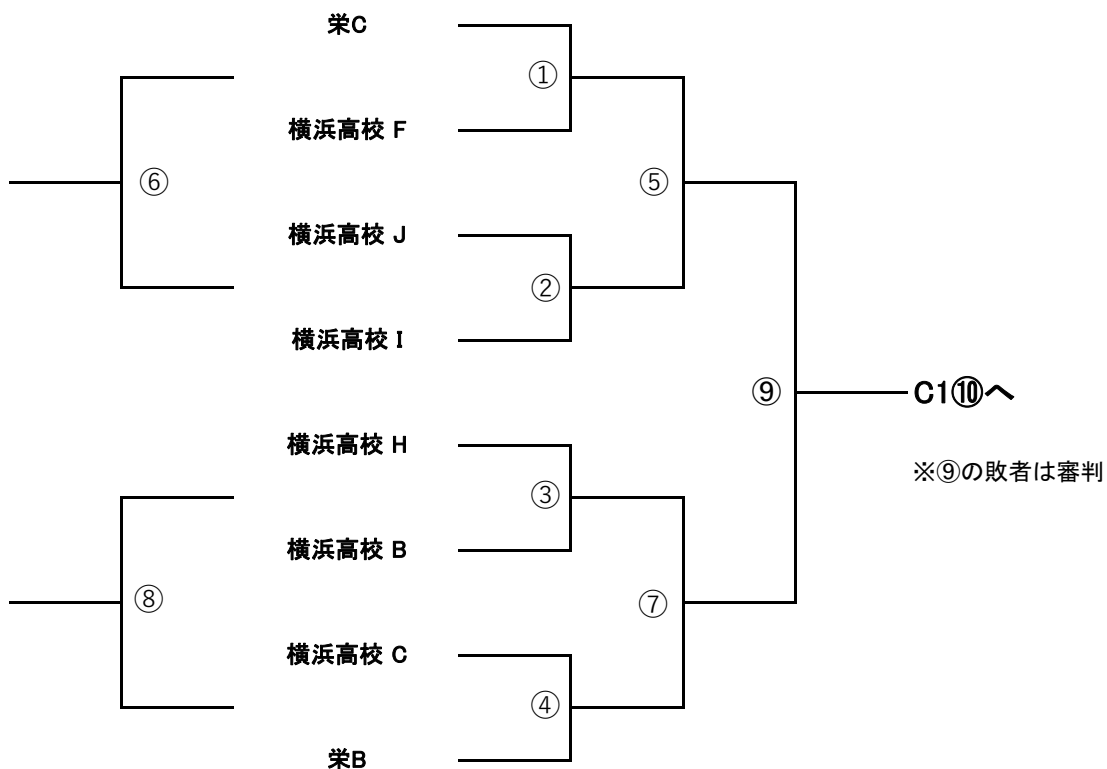 栄C
①
横浜高校 F
⑥
⑤
横浜高校 J
②
横浜高校 I
⑨
C1⑩へ
横浜高校 H
※⑨の敗者は審判
③
横浜高校 B
⑧
⑦
横浜高校 C
④
栄B